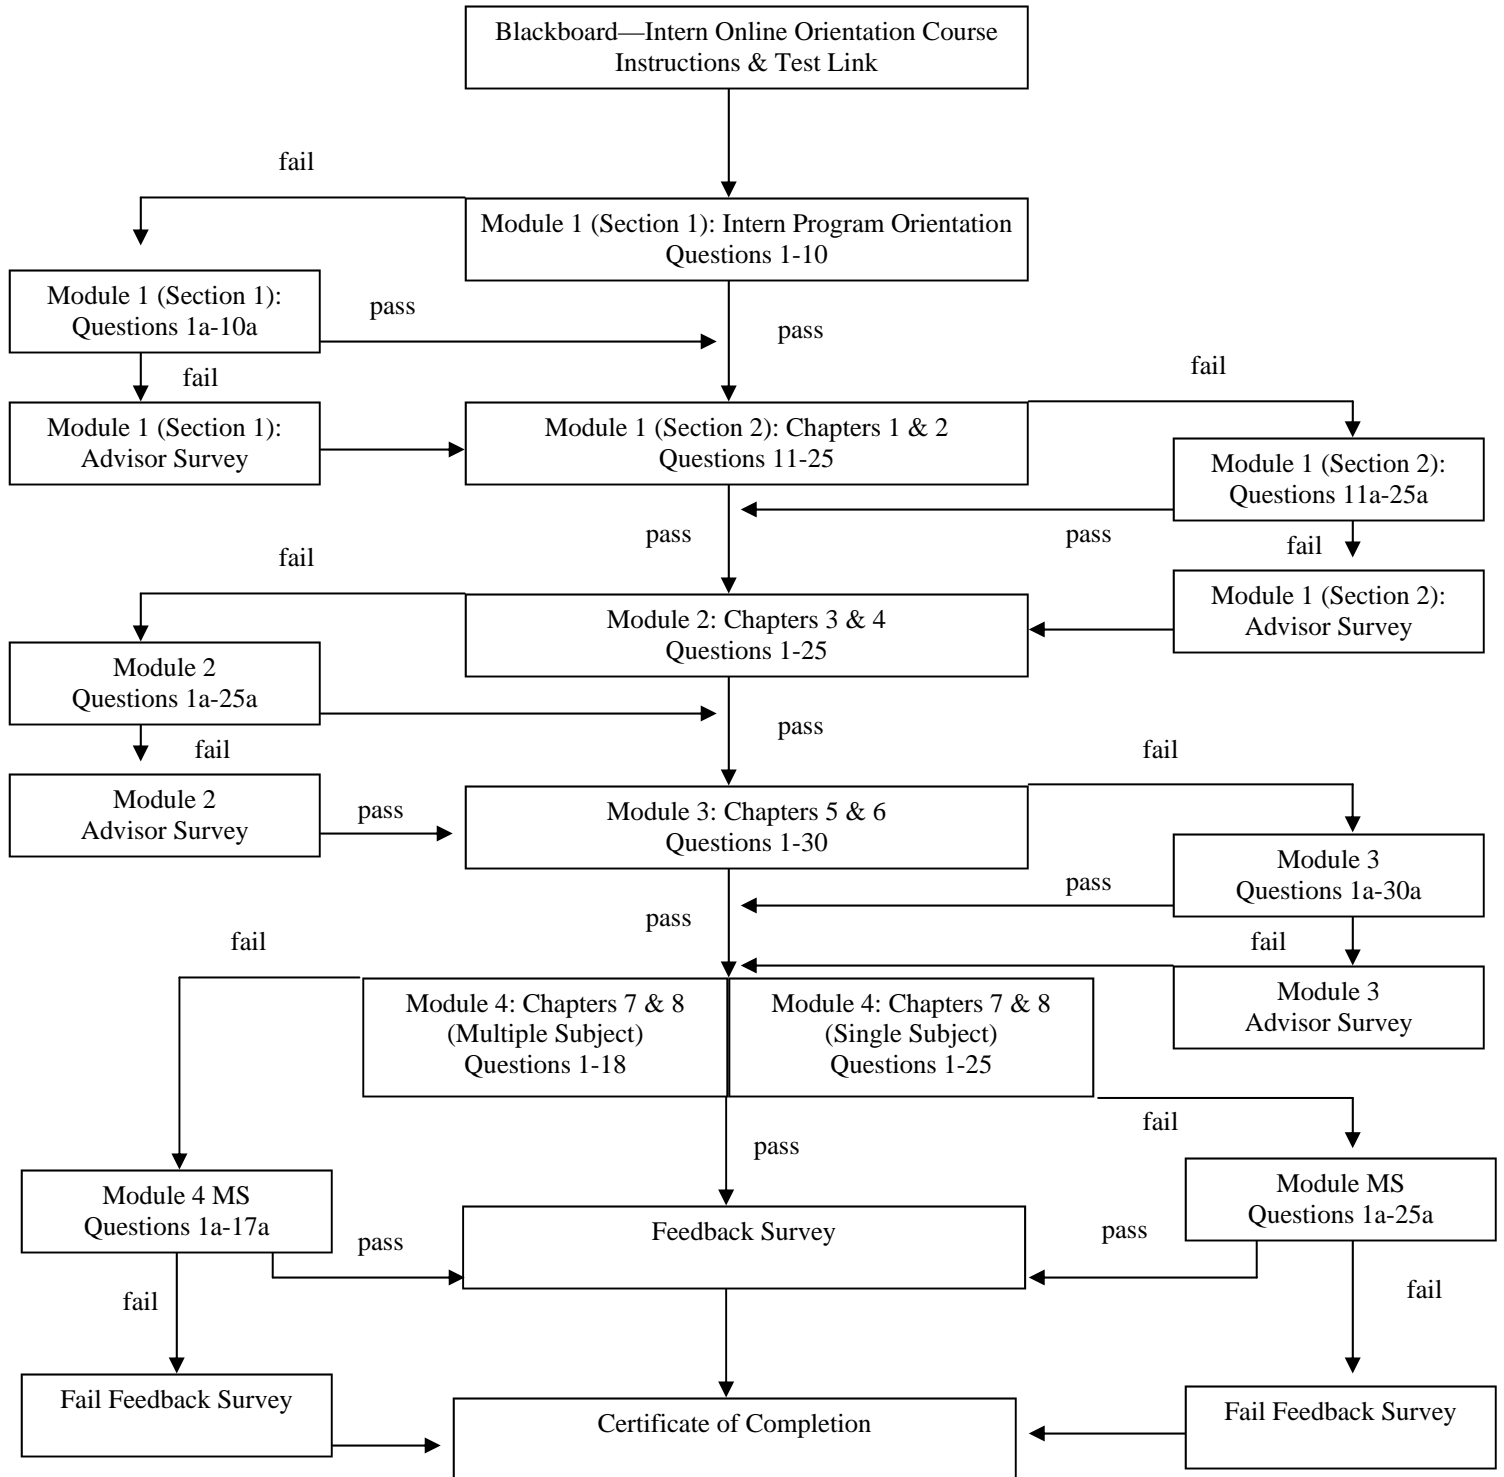 Blackboard—Intern Online Orientation Course
Instructions & Test Link
fail
Module 1 (Section 1): Intern Program Orientation
Questions 1-10
Module 1 (Section 1):
Questions 1a-10a
pass
pass
fail
fail
Module 1 (Section 1):
Advisor Survey
Module 1 (Section 2): Chapters 1 & 2
Questions 11-25
Module 1 (Section 2):
Questions 11a-25a
pass
pass
fail
fail
Module 1 (Section 2):
Advisor Survey
Module 2: Chapters 3 & 4
Questions 1-25
Module 2
Questions 1a-25a
pass
fail
fail
Module 2
Advisor Survey
pass
Module 3: Chapters 5 & 6
Questions 1-30
Module 3
Questions 1a-30a
pass
pass
fail
fail
Module 3
Advisor Survey
Module 4: Chapters 7 & 8
(Multiple Subject)
Questions 1-18
Module 4: Chapters 7 & 8
(Single Subject)
Questions 1-25
fail
pass
Module 4 MS
Questions 1a-17a
Module MS
Questions 1a-25a
pass
Feedback Survey
pass
fail
fail
Fail Feedback Survey
Certificate of Completion
Fail Feedback Survey